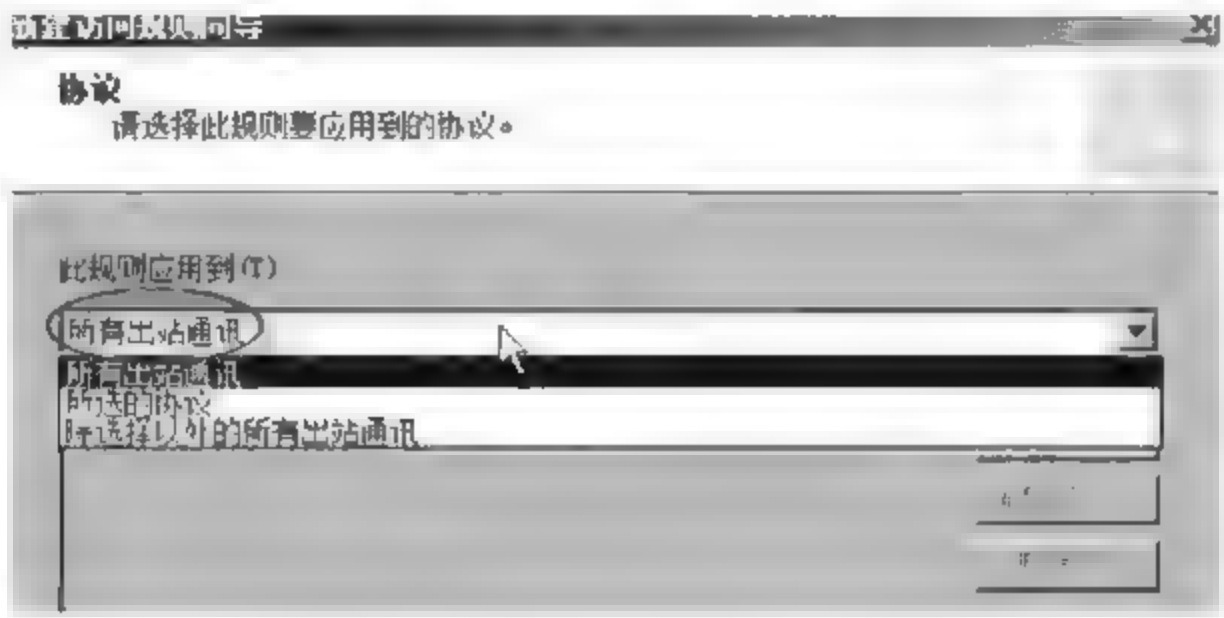 新建访问规则向导
协议
请选择此规则要应用到的协议。
此规则应用到(T)
所有出站通讯
所有出站通讯
所选的协议
除选择以外的所有出站通讯